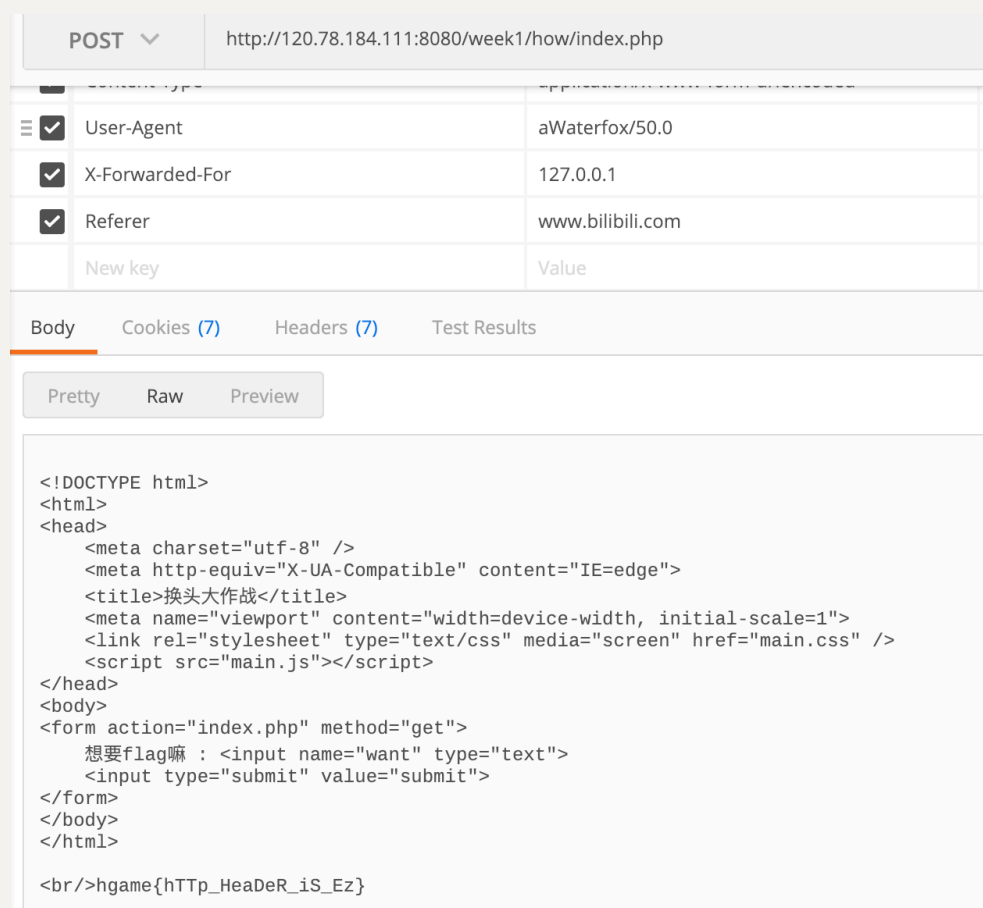 POST http://120.78.184.111:8080/week1/how/index.php
User-Agent aWaterfox/50.0
X-Forwarded-For 127.0.0.1
Referer www.bilibili.com
New key Value
Body Cookies (7) Headers (7) Test Results
Pretty Raw Preview
<!DOCTYPE html>
<html>
<head>
    <meta charset="utf-8" />
    <meta http-equiv="X-UA-Compatible" content="IE=edge">
    <title>换头大作战</title>
    <meta name="viewport" content="width=device-width, initial-scale=1">
    <link rel="stylesheet" type="text/css" media="screen" href="main.css" />
    <script src="main.js"></script>
</head>
<body>
<form action="index.php" method="get">
    想要flag嘛 : <input name="want" type="text">
    <input type="submit" value="submit">
</form>
</body>
</html>
<br/>hgame{hTTp_HeaDeR_iS_Ez}